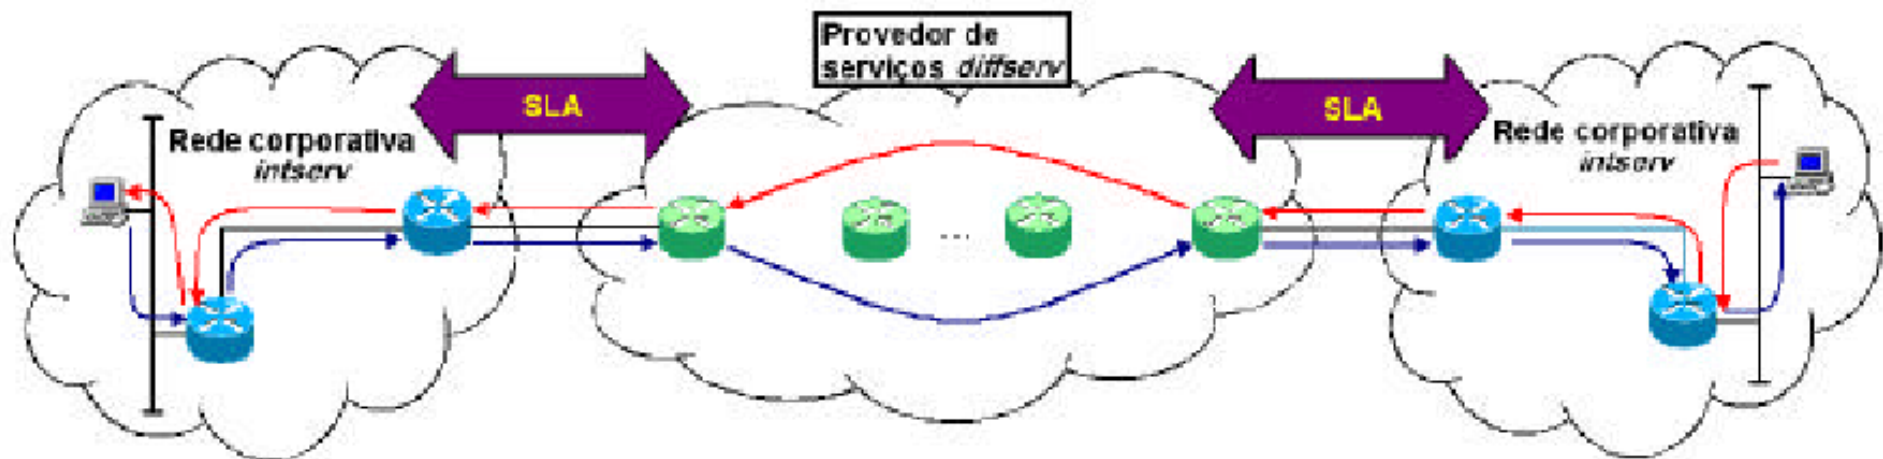 Provedor de
serviços diffserv
SLA
SLA
Rede corporativa
intserv
Rede corporativa
intserv
...